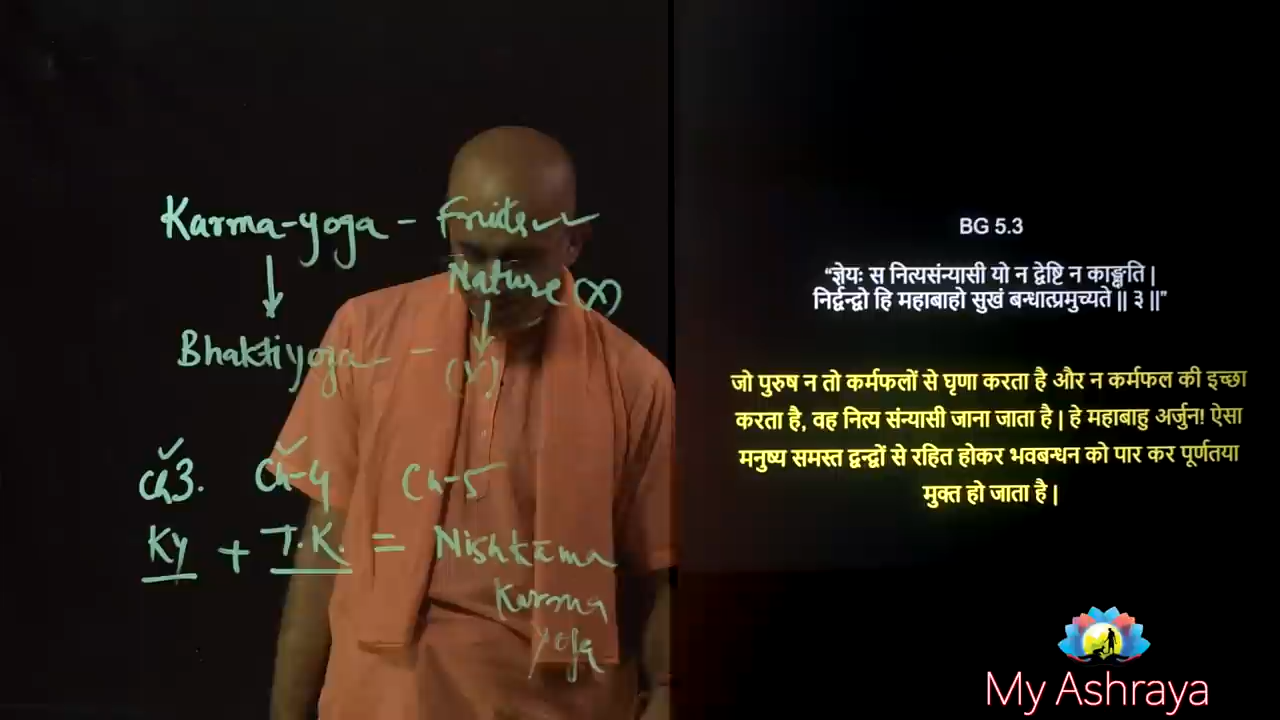 Karma-yoga - Fruits ✓
Nature (X)
↓ ↓
Bhaktiyoga - - (X)
Ch3. Ch-4 Ch-5
KY + T.K. = Nishkama
Karma
yoga
BG 5.3
“ज्ञेयः स नित्यसंन्यासी यो न द्वेष्टि न काङ्क्षति |
निर्द्वन्द्वो हि महाबाहो सुखं बन्धात्प्रमुच्यते || ३ ||”
जो पुरुष न तो कर्मफलों से घृणा करता है और न कर्मफल की इच्छा
करता है, वह नित्य संन्यासी जाना जाता है | हे महाबाहु अर्जुन! ऐसा
मनुष्य समस्त द्वन्द्वों से रहित होकर भवबन्धन को पार कर पूर्णतया
मुक्त हो जाता है |
My Ashraya